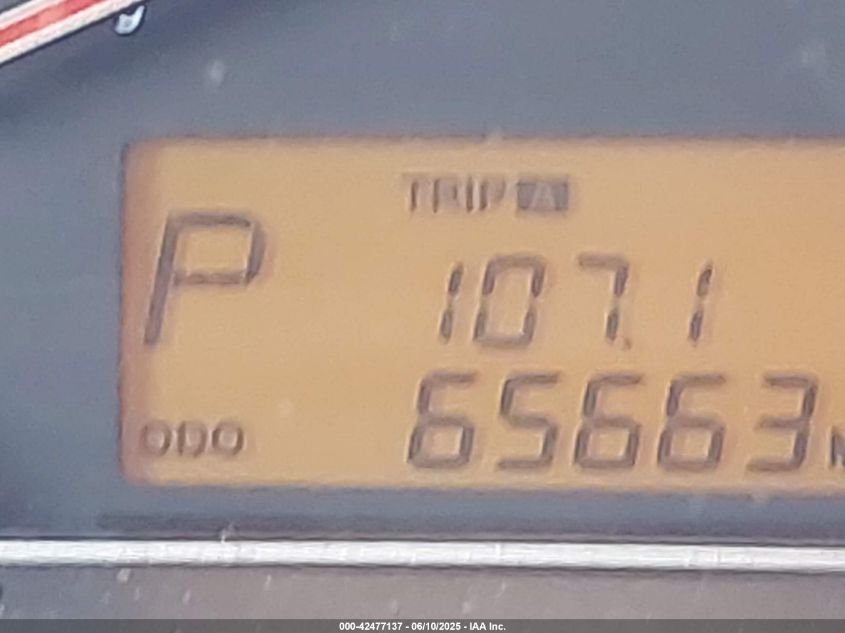 TRIP A
P
107.1
ODO 65663
000-42477137 - 06/10/2025 - IAA Inc.